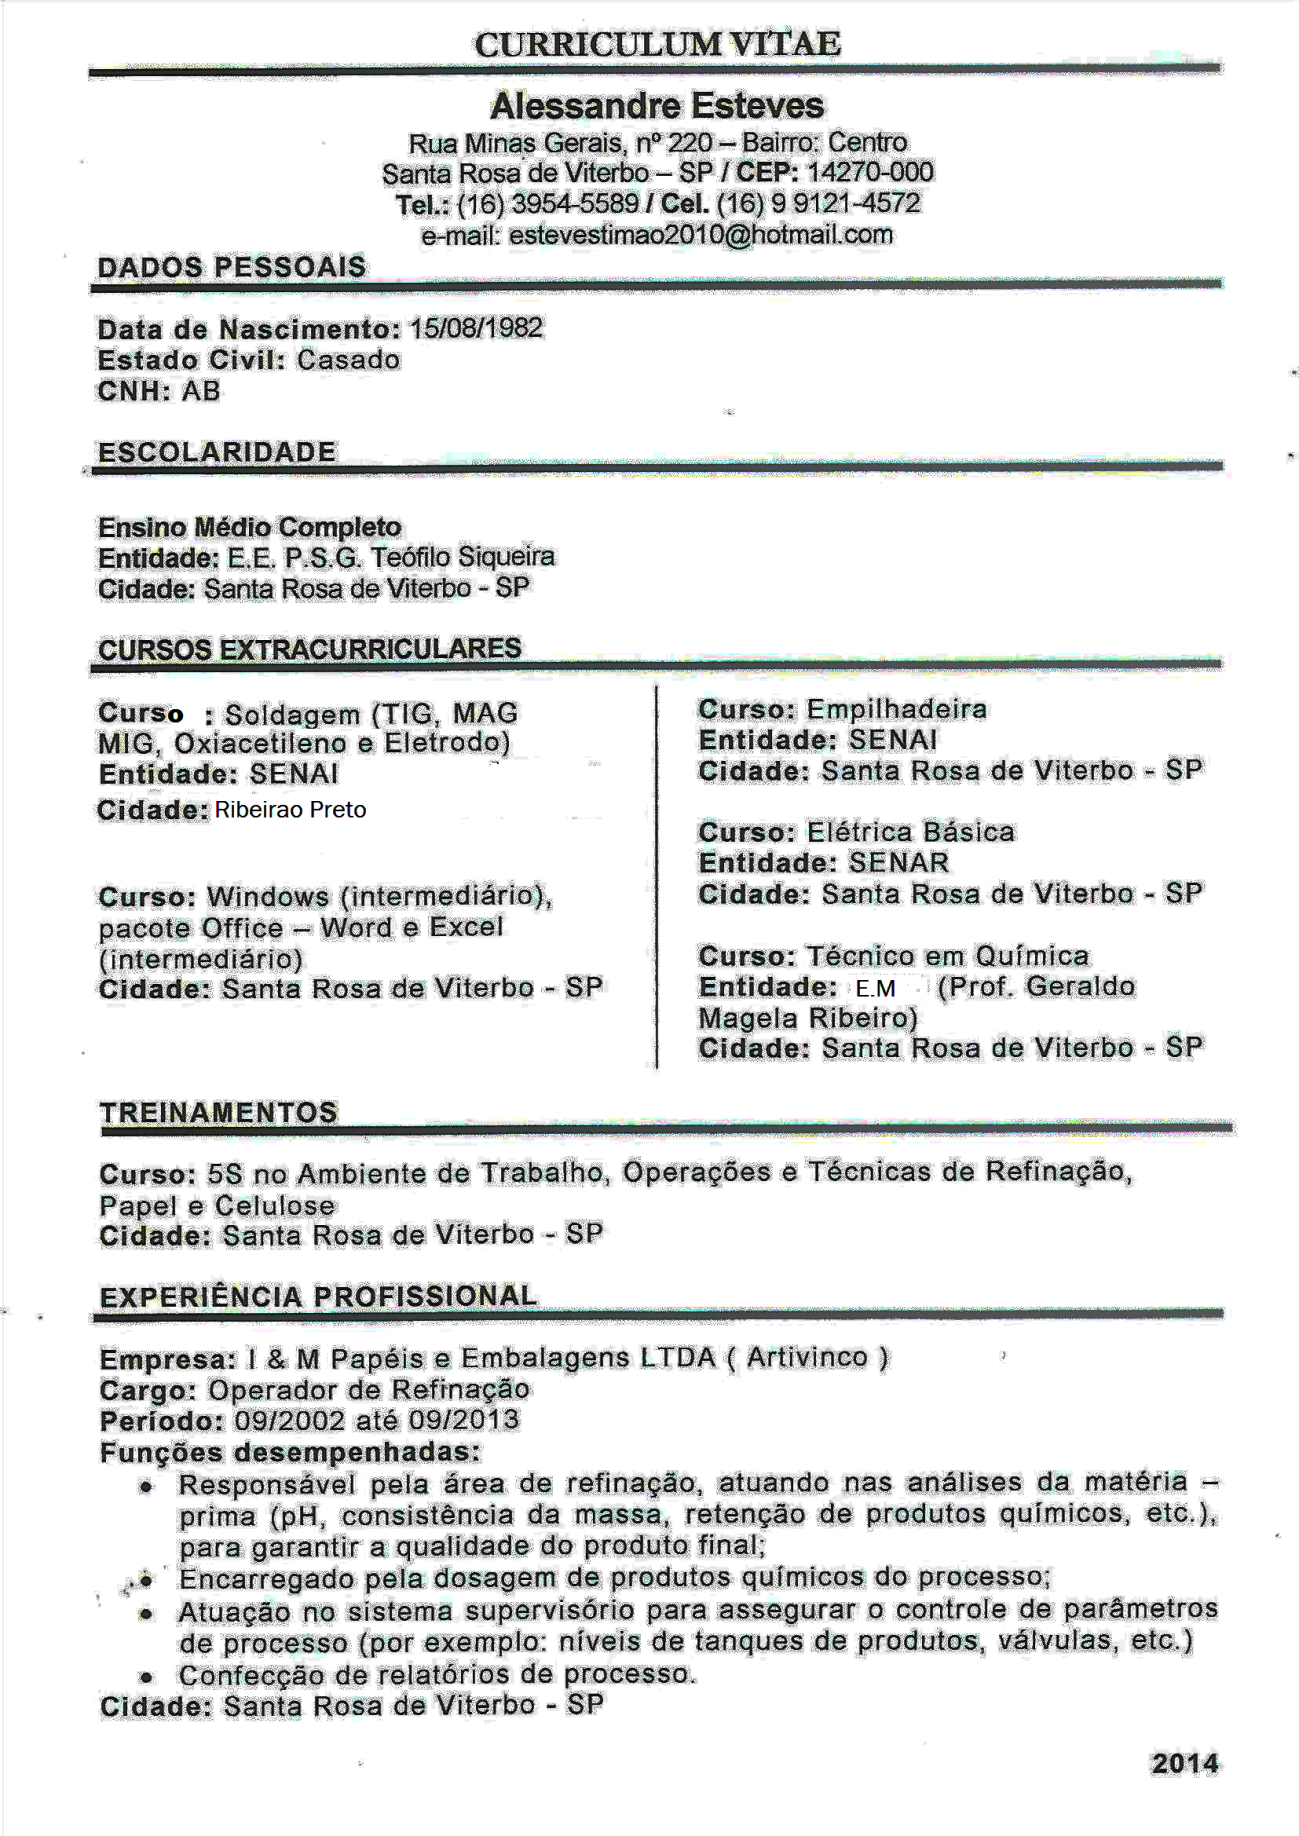 CURRICULUM VITAE
Alessandre Esteves
Rua Minas Gerais, nº 220 – Bairro: Centro
Santa Rosa de Viterbo – SP / CEP: 14270-000
Tel.: (16) 3954-5589 / Cel. (16) 9 9121-4572
e-mail: estevestimao2010@hotmail.com
DADOS PESSOAIS
Data de Nascimento: 15/08/1982
Estado Civil: Casado
CNH: AB
ESCOLARIDADE
Ensino Médio Completo
Entidade: E.E. P.S.G. Teófilo Siqueira
Cidade: Santa Rosa de Viterbo - SP
CURSOS EXTRACURRICULARES
Curso : Soldagem (TIG, MAG
MIG, Oxiacetileno e Eletrodo)
Entidade: SENAI
Cidade: Ribeirao Preto
Curso: Windows (intermediário),
pacote Office – Word e Excel
(intermediário)
Cidade: Santa Rosa de Viterbo - SP
Curso: Empilhadeira
Entidade: SENAI
Cidade: Santa Rosa de Viterbo - SP
Curso: Elétrica Básica
Entidade: SENAR
Cidade: Santa Rosa de Viterbo - SP
Curso: Técnico em Química
Entidade: E.M (Prof. Geraldo
Magela Ribeiro)
Cidade: Santa Rosa de Viterbo - SP
TREINAMENTOS
Curso: 5S no Ambiente de Trabalho, Operações e Técnicas de Refinação,
Papel e Celulose
Cidade: Santa Rosa de Viterbo - SP
EXPERIÊNCIA PROFISSIONAL
Empresa: I & M Papéis e Embalagens LTDA ( Artivinco )
Cargo: Operador de Refinação
Período: 09/2002 até 09/2013
Funções desempenhadas:
• Responsável pela área de refinação, atuando nas análises da matéria –
prima (pH, consistência da massa, retenção de produtos químicos, etc.),
para garantir a qualidade do produto final;
• Encarregado pela dosagem de produtos químicos do processo;
• Atuação no sistema supervisório para assegurar o controle de parâmetros
de processo (por exemplo: níveis de tanques de produtos, válvulas, etc.)
• Confecção de relatórios de processo.
Cidade: Santa Rosa de Viterbo - SP
2014